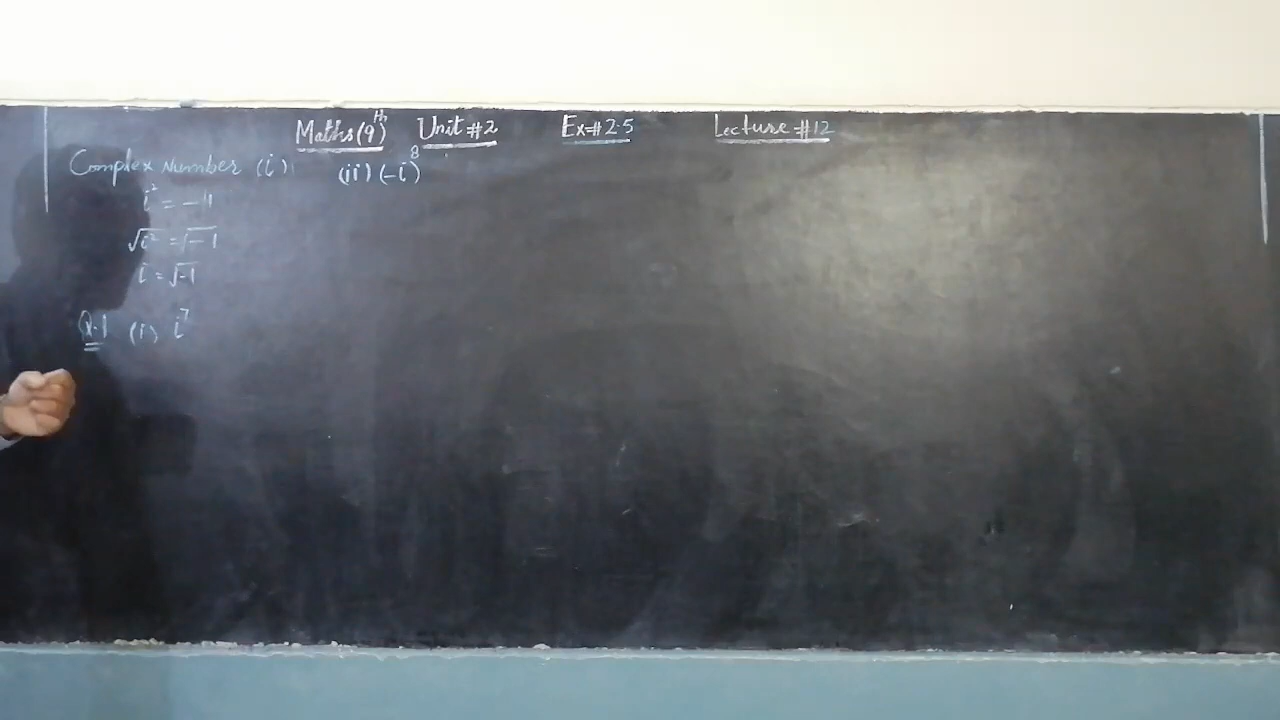 Maths(9th) Unit#2 Ex#2.5 Lecture#12
Complex Number (i)
i² = -1
√i² = √-1
i = √-1
Q.1 (i) i⁷
(ii) (-i)⁸